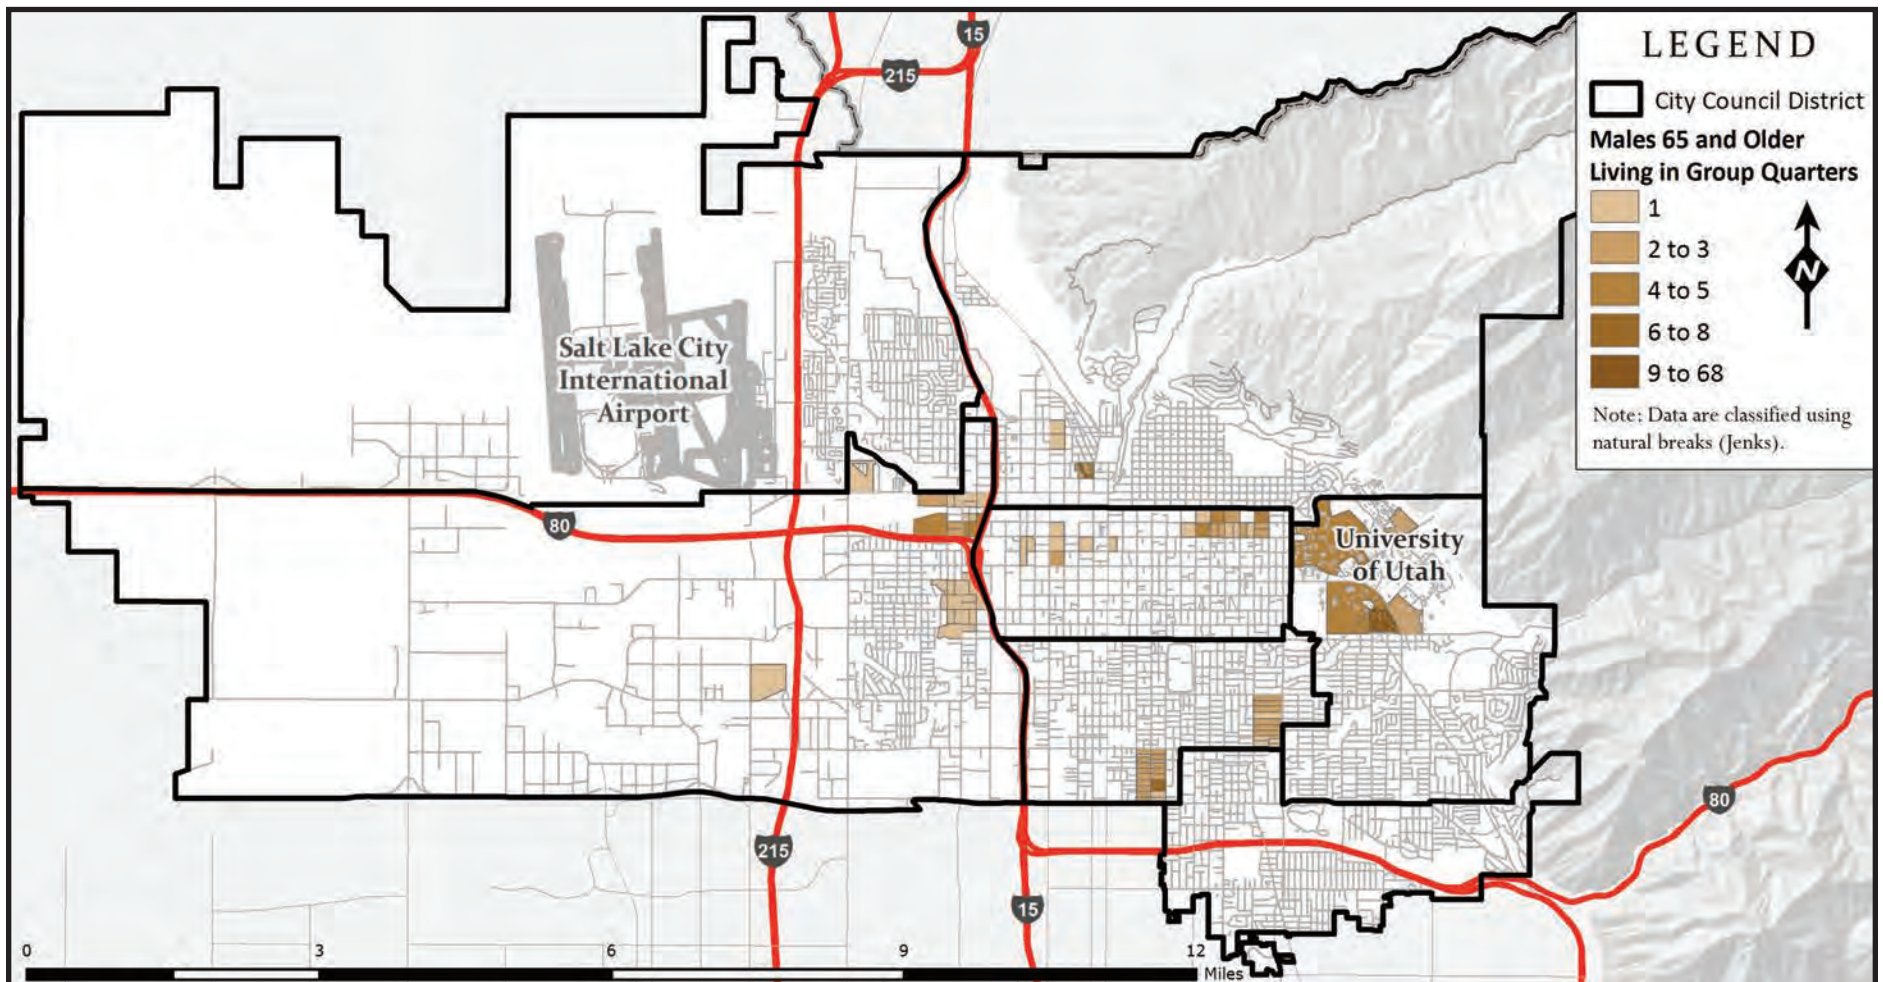 15
215
LEGEND
City Council District
Males 65 and Older
Living in Group Quarters
1
2 to 3
4 to 5
6 to 8
9 to 68
N
Note: Data are classified using
natural breaks (Jenks).
Salt Lake City
International
Airport
80
University
of Utah
80
215
15
0 3 6 9 12
Miles